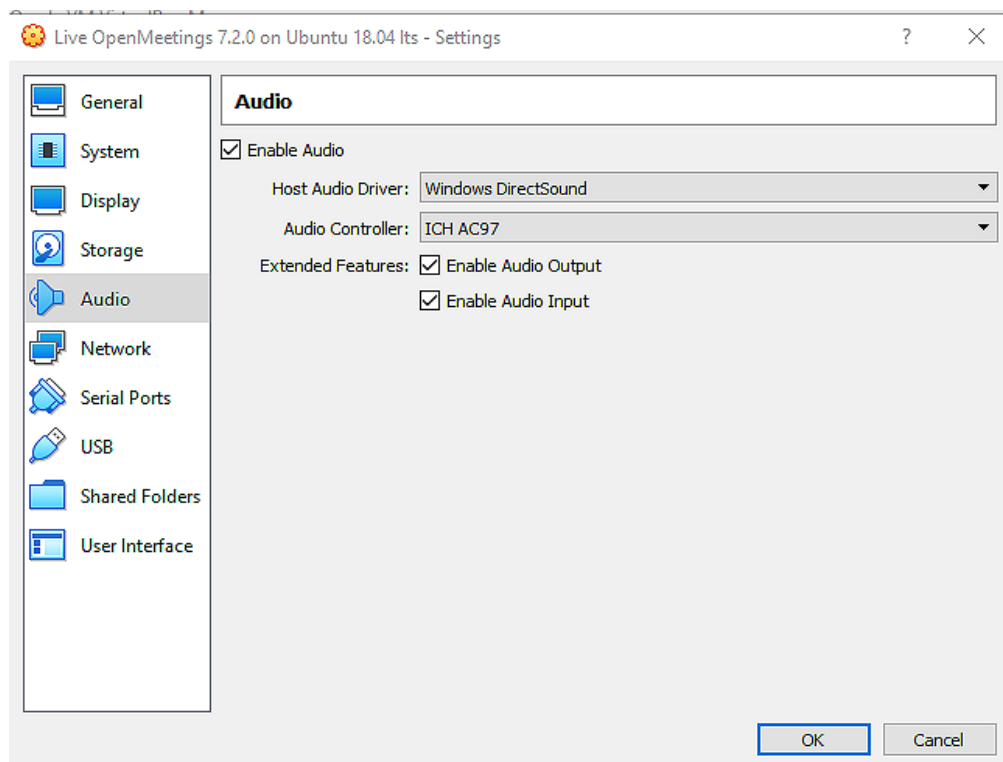 Live OpenMeetings 7.2.0 on Ubuntu 18.04 lts - Settings
?
General
System
Display
Storage
Audio
Network
Serial Ports
USB
Shared Folders
User Interface
Audio
Enable Audio
Host Audio Driver: Windows DirectSound
Audio Controller: ICH AC97
Extended Features: Enable Audio Output
Enable Audio Input
OK Cancel